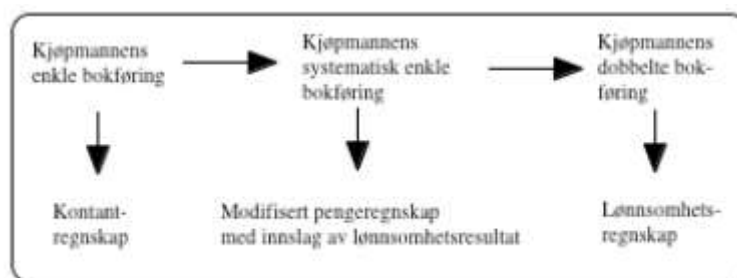 Kjøpmannens
enkle bokføring
Kjøpmannens
systematisk enkle
bokføring
Kjøpmannens
dobbelte bok-
føring
Kontant-
regnskap
Modifisert pengeregnskap
med innslag av lønnsomhetsresultat
Lønnsomhets-
regnskap